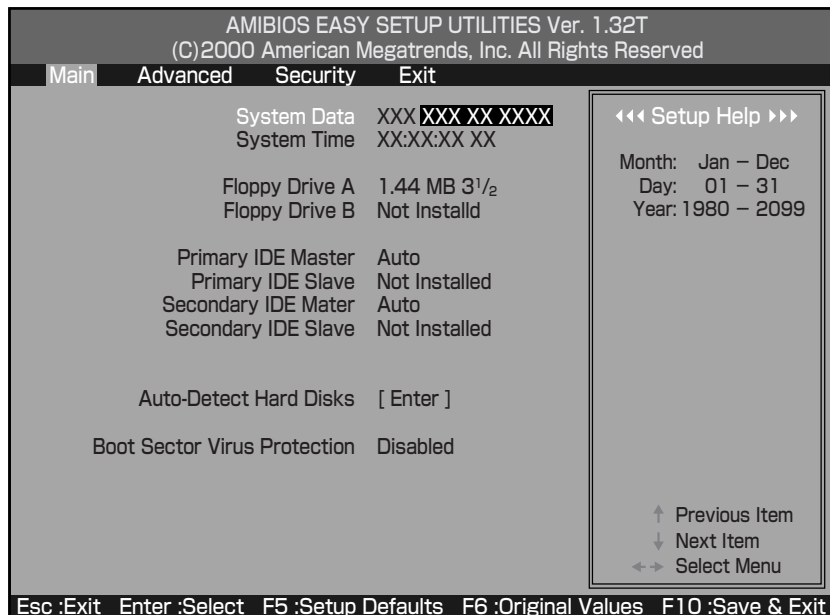 AMIBIOS EASY SETUP UTILITIES Ver. 1.32T
(C)2000 American Megatrends, Inc. All Rights Reserved
Main Advanced Security Exit
System Data XXX XXX XX XXXX
System Time XX:XX:XX XX
Floppy Drive A 1.44 MB 3 1/2
Floppy Drive B Not Installd
Primary IDE Master Auto
Primary IDE Slave Not Installed
Secondary IDE Mater Auto
Secondary IDE Slave Not Installed
Auto-Detect Hard Disks [ Enter ]
Boot Sector Virus Protection Disabled
Setup Help
Month: Jan – Dec
Day: 01 – 31
Year: 1980 – 2099
↑ Previous Item
↓ Next Item
←→ Select Menu
Esc :Exit Enter :Select F5 :Setup Defaults F6 :Original Values F10 :Save & Exit